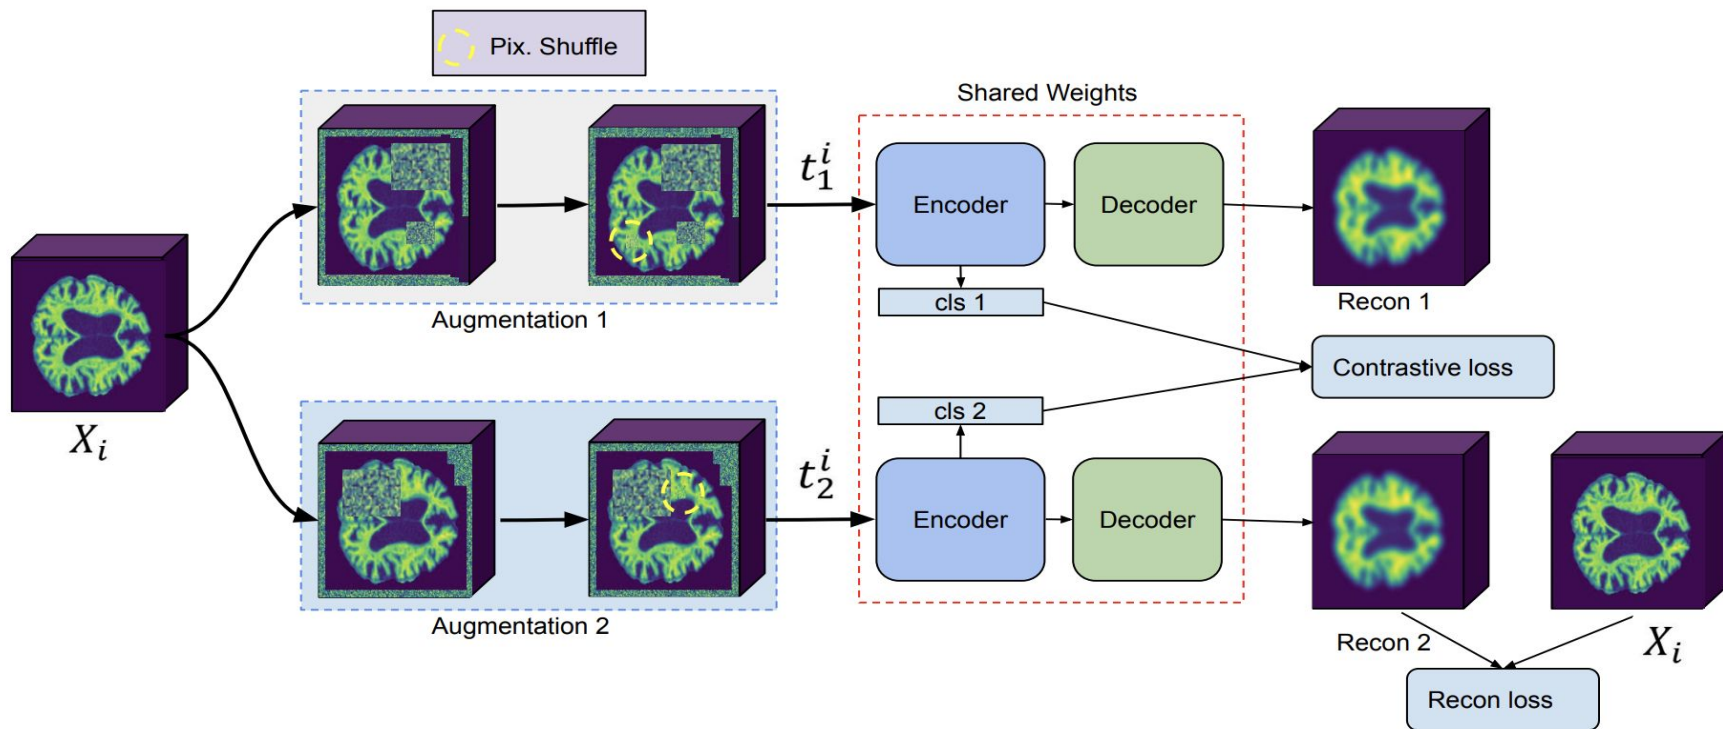 Pix. Shuffle
Shared Weights
t_1^i
Encoder
Decoder
cls 1
Recon 1
Augmentation 1
X_i
Contrastive loss
cls 2
t_2^i
Encoder
Decoder
Augmentation 2
Recon 2
X_i
Recon loss